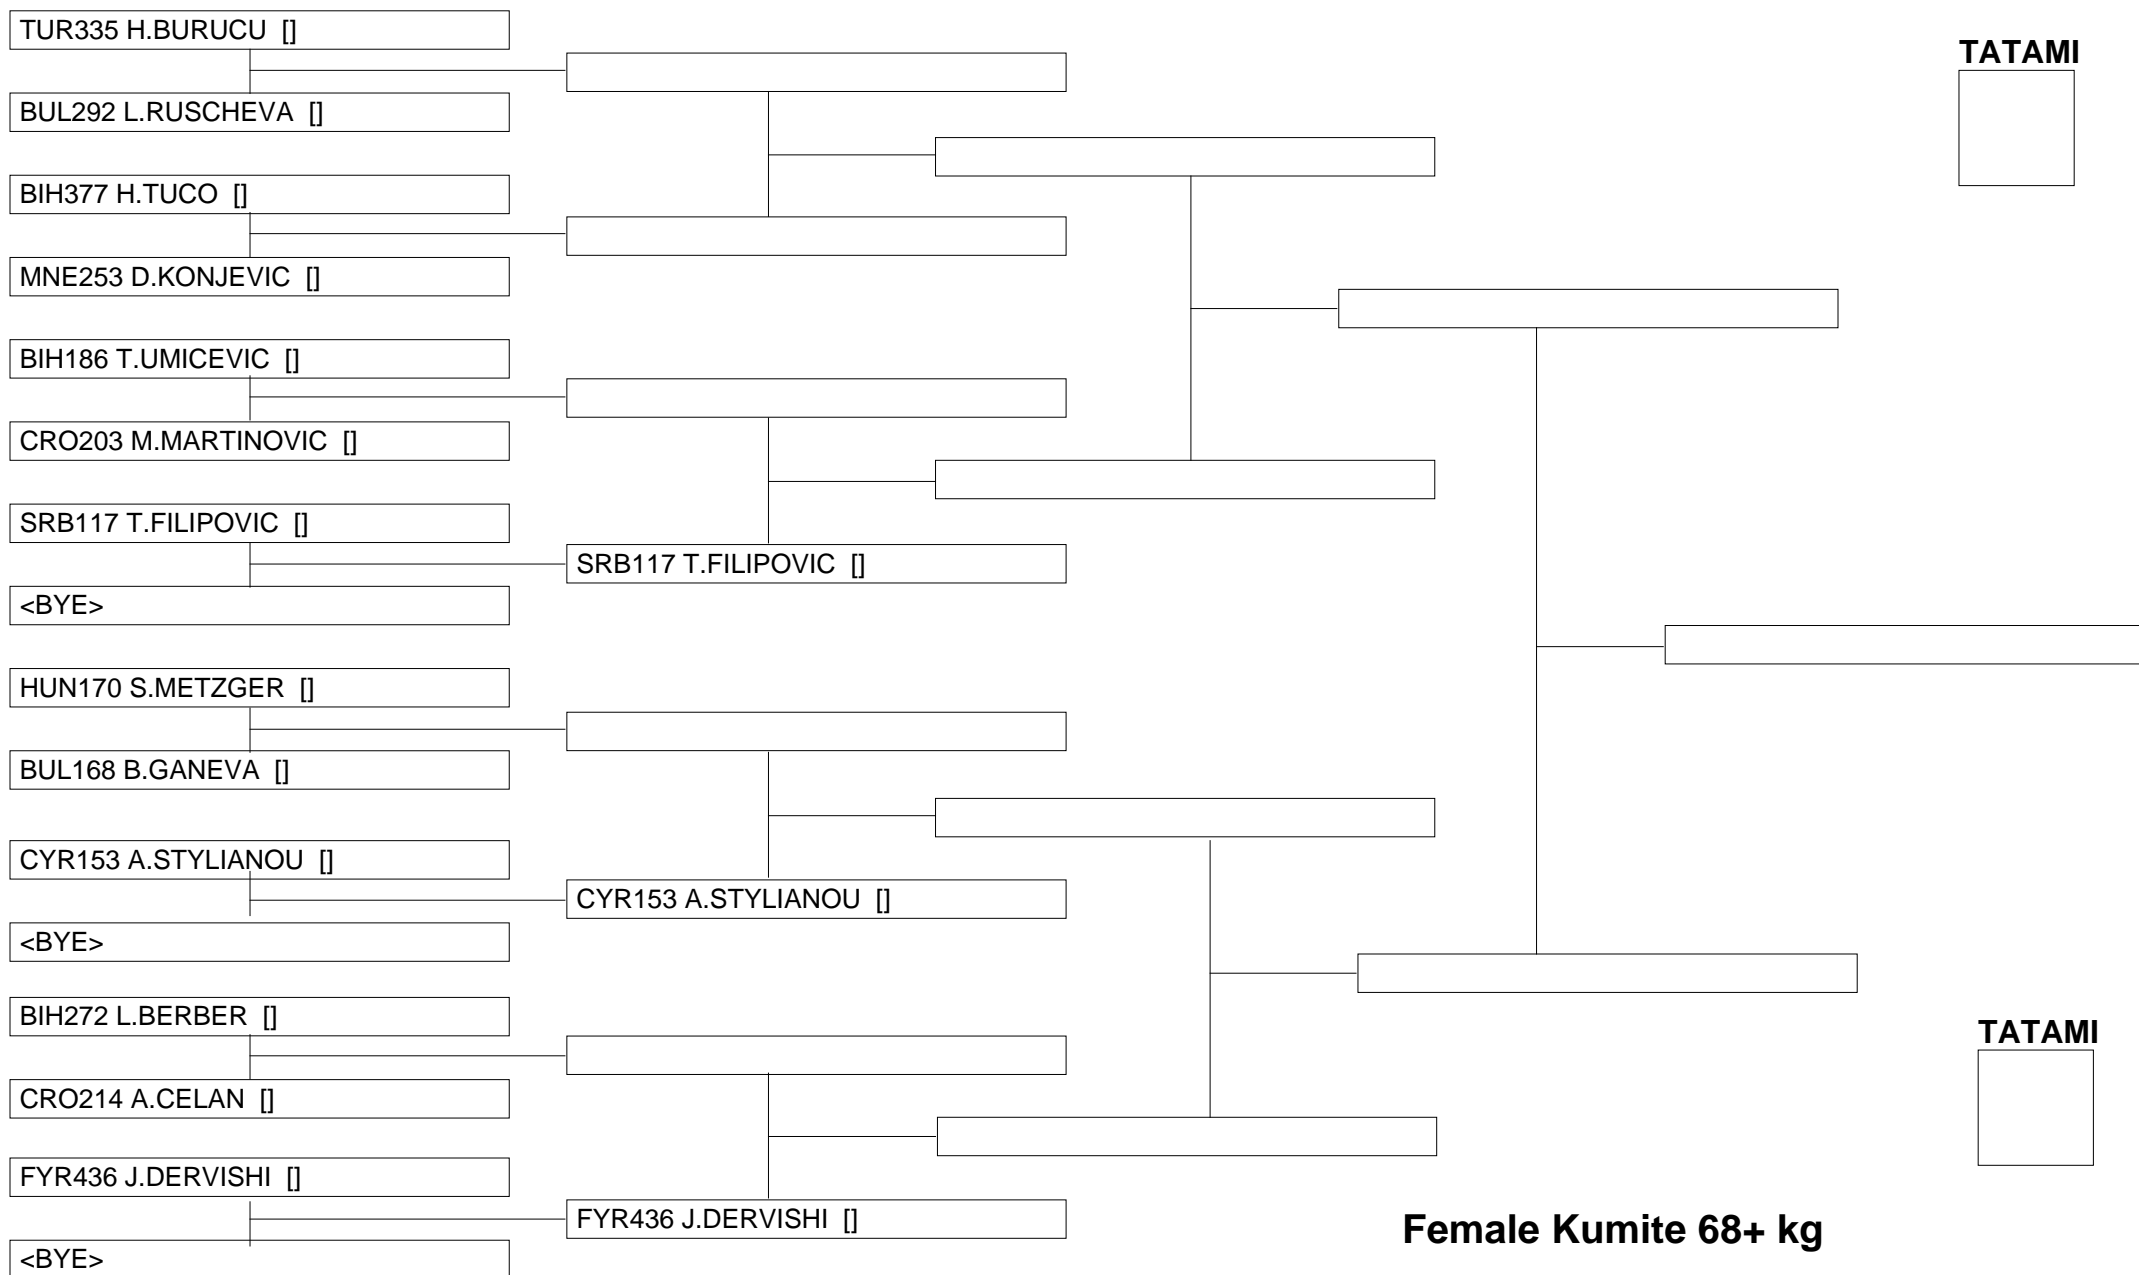 TUR335 H.BURUCU []
TATAMI
BUL292 L.RUSCHEVA []
BIH377 H.TUCO []
MNE253 D.KONJEVIC []
BIH186 T.UMICEVIC []
CRO203 M.MARTINOVIC []
SRB117 T.FILIPOVIC []
SRB117 T.FILIPOVIC []
<BYE>
HUN170 S.METZGER []
BUL168 B.GANEVA []
CYR153 A.STYLIANOU []
CYR153 A.STYLIANOU []
<BYE>
BIH272 L.BERBER []
TATAMI
CRO214 A.CELAN []
FYR436 J.DERVISHI []
FYR436 J.DERVISHI []
Female Kumite 68+ kg
<BYE>